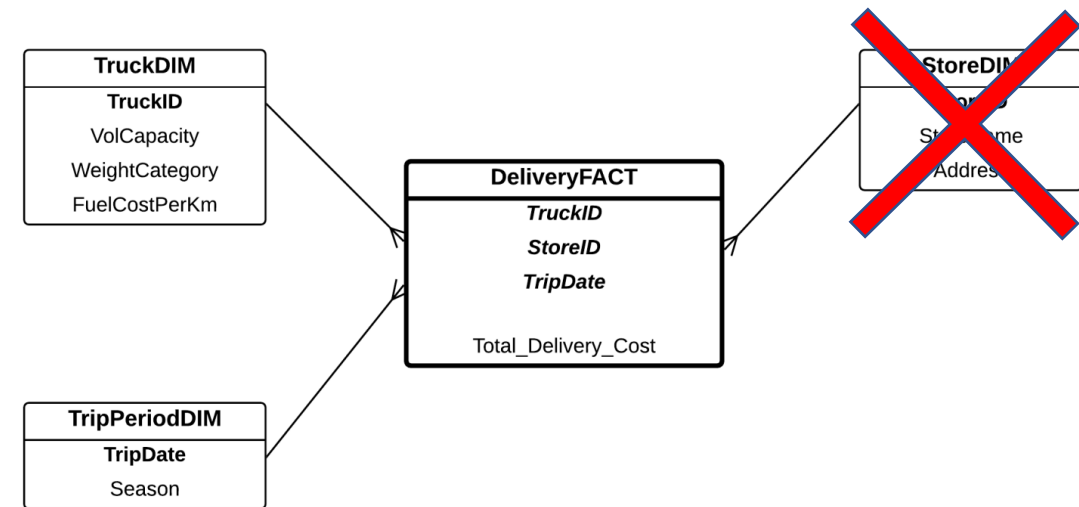 TruckDIM
TruckID
VolCapacity
WeightCategory
FuelCostPerKm
DeliveryFACT
TruckID
StoreID
TripDate
Total_Delivery_Cost
TripPeriodDIM
TripDate
Season